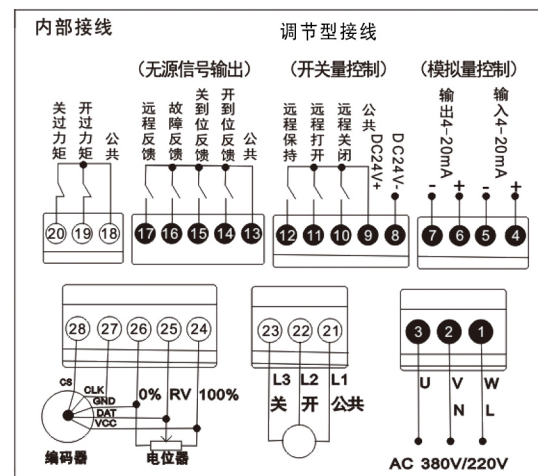 内部接线
调节型接线
（无源信号输出）
（开关量控制）
（模拟量控制）
关过力矩
开过力矩
公共
远程反馈
故障反馈
关到位反馈
开到位反馈
公共
远程保持
远程打开
远程关闭
公共
DC24V+
DC24V-
输出4-20mA
输入4-20mA
- + - +
20 19 18
17 16 15 14 13
12 11 10 9 8
7 6 5 4
28 27 26 25 24
23 22 21
3 2 1
CS
CLK
GND
DAT
VCC
0% RV 100%
L3 L2 L1
关 开 公共
U V W
N L
编码器
电位器
AC 380V/220V